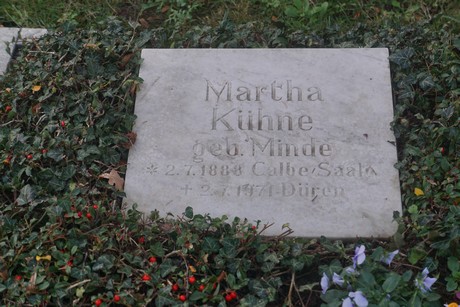 Martha
Kühne
geb. Minde
* 2.7.1888 Calbe/Saale
+ 2.7.1971 Düren